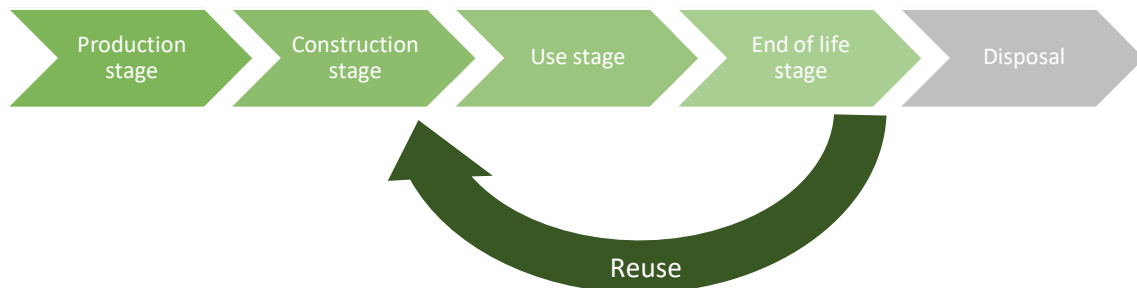 Production
stage
Construction
stage
Use stage
End of life
stage
Disposal
Reuse